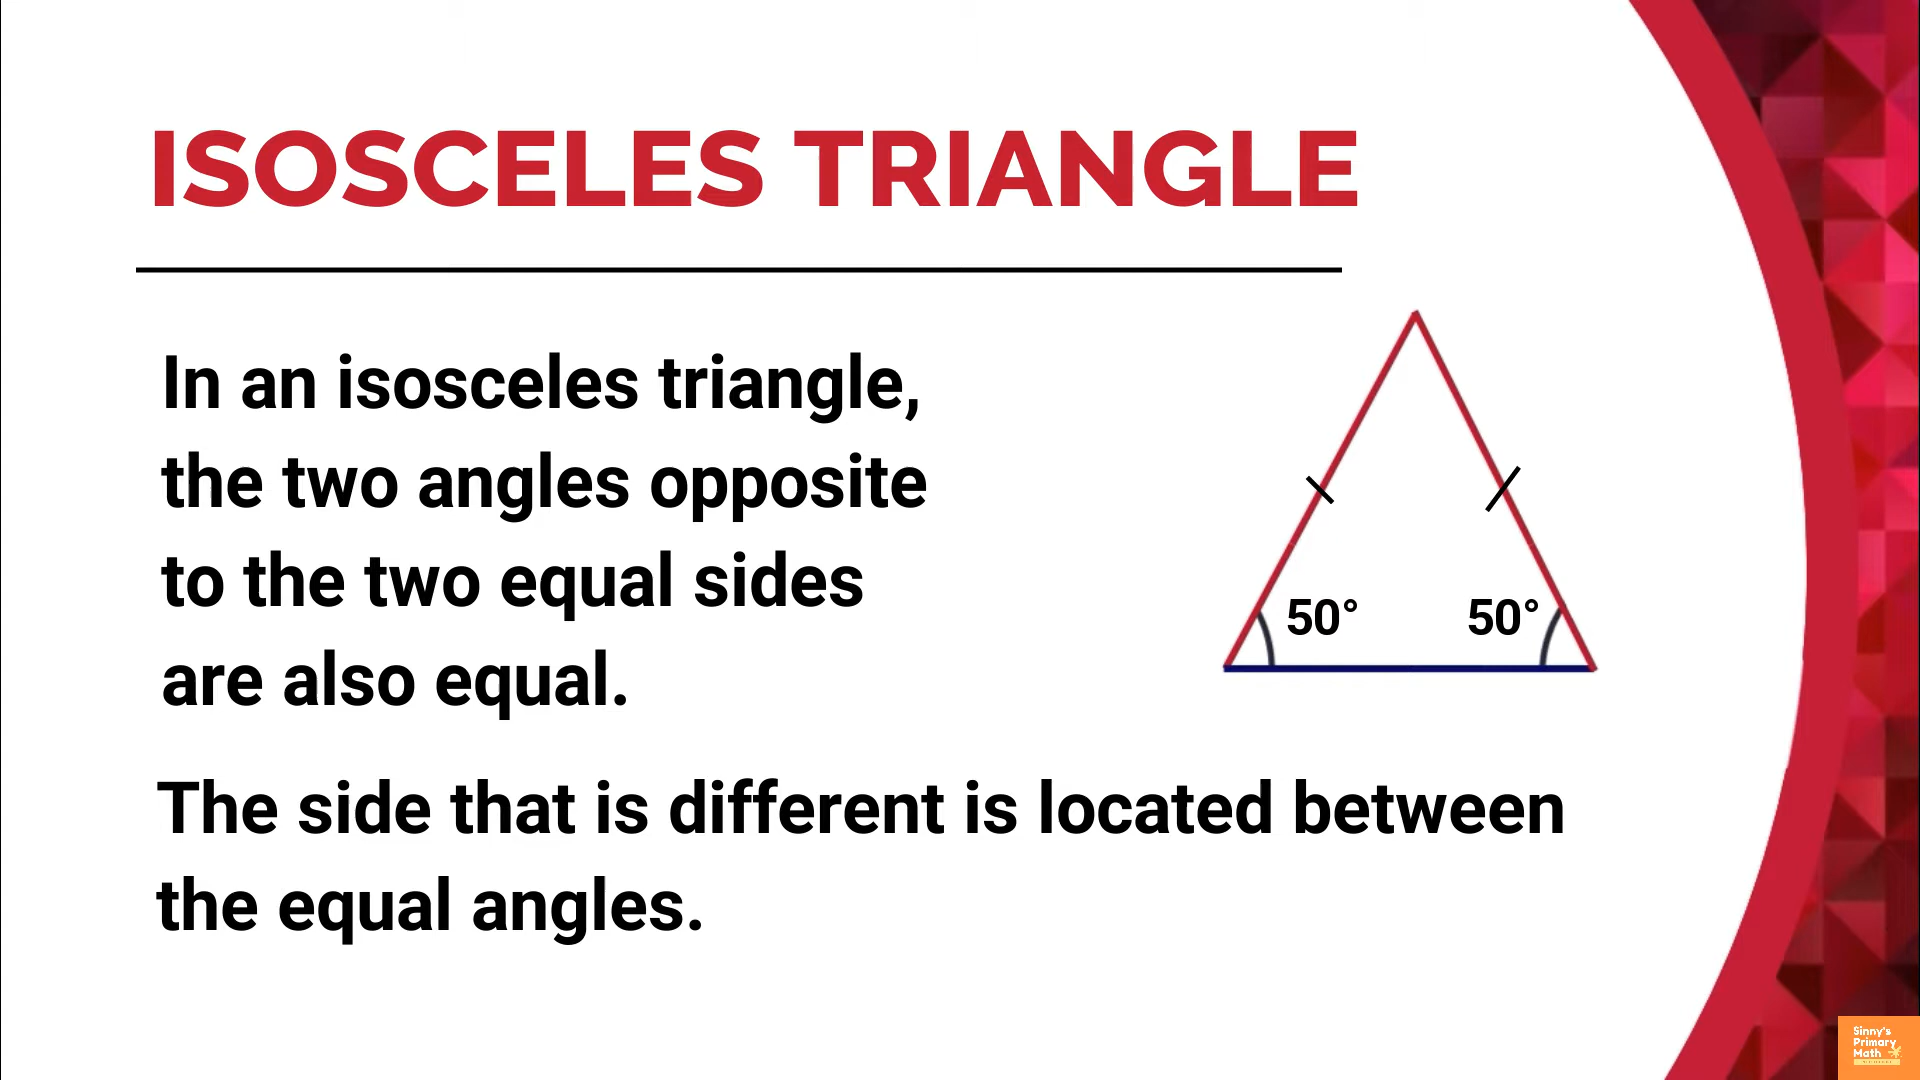 ISOSCELES TRIANGLE
In an isosceles triangle,
the two angles opposite
to the two equal sides
are also equal.
50° 50°
The side that is different is located between
the equal angles.
Sinny's
Primary
Math